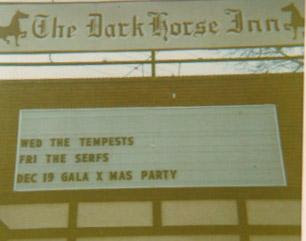 The Dark Horse Inn
WED THE TEMPESTS
FRI THE SERFS
DEC 19 GALA X MAS PARTY